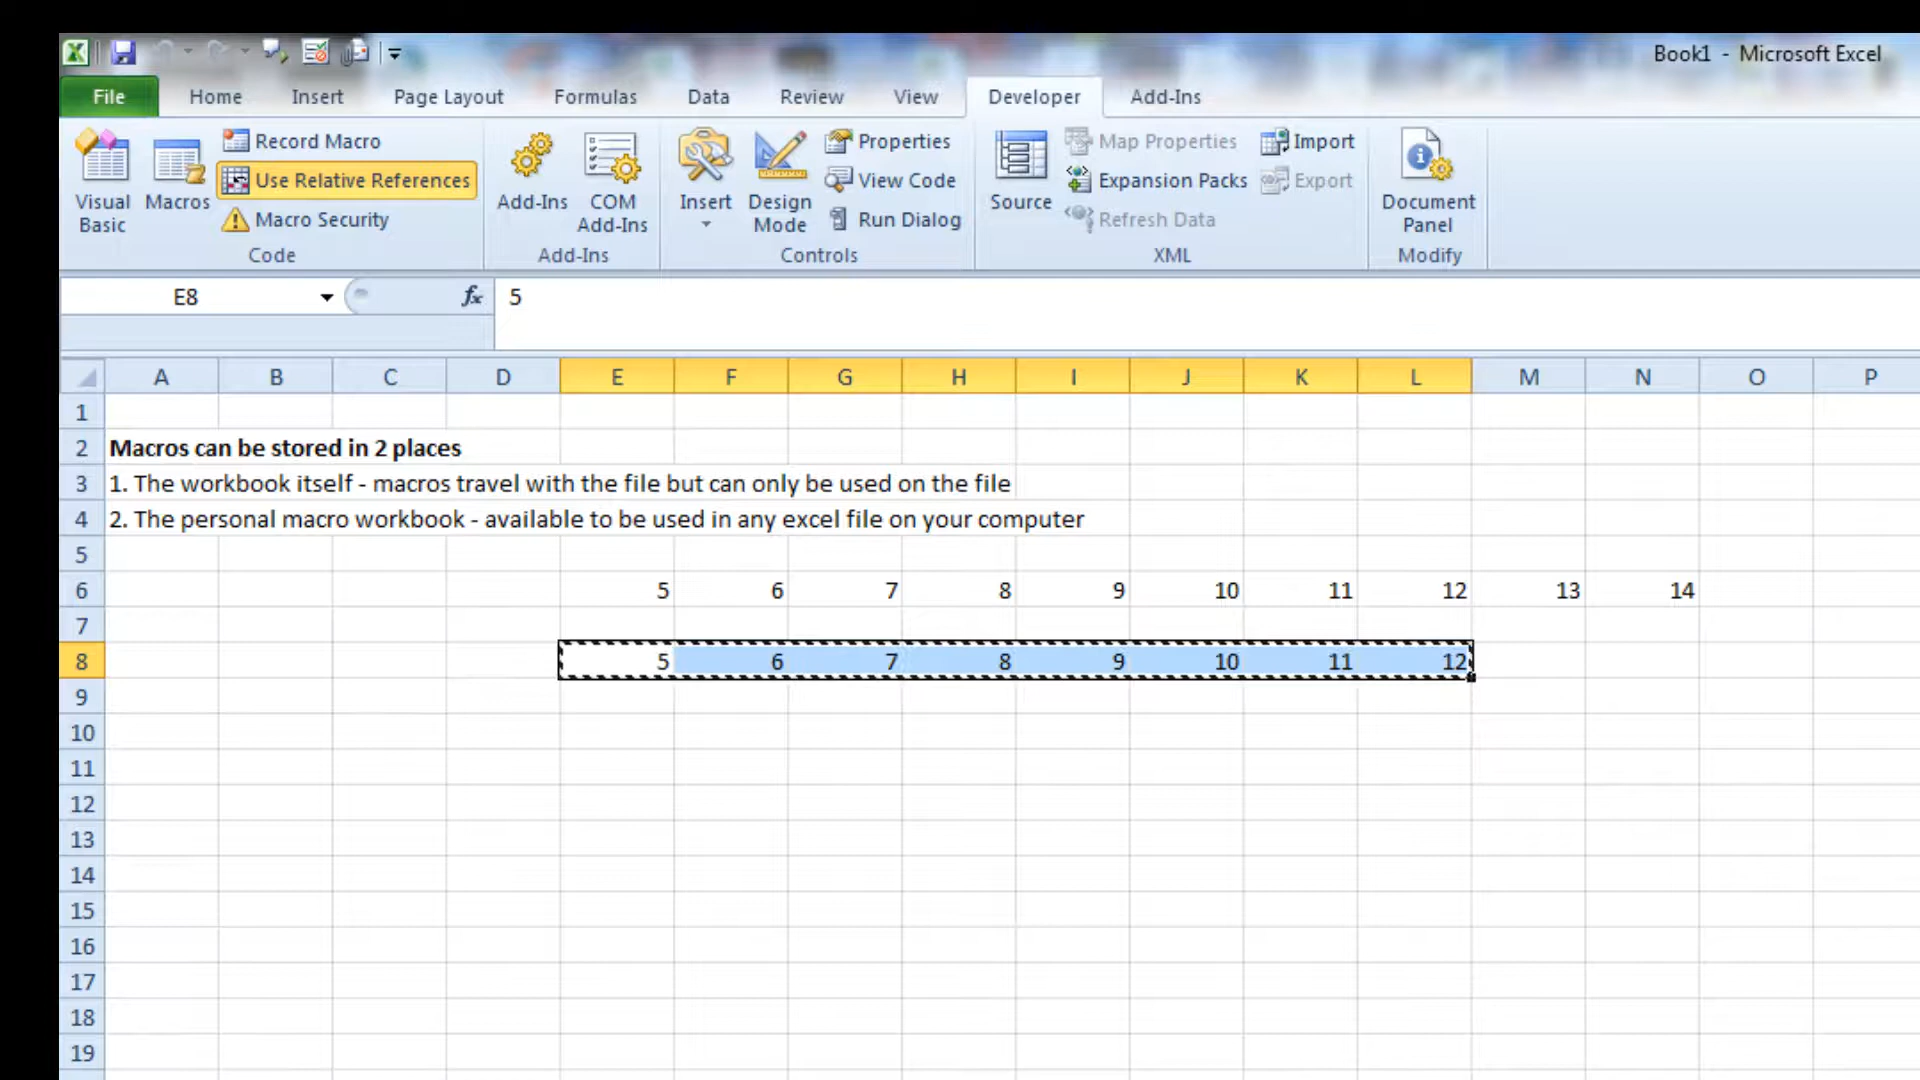 Book1 - Microsoft Excel
File Home Insert Page Layout Formulas Data Review View Developer Add-Ins
Visual Basic
Macros
Record Macro
Use Relative References
Macro Security
Code
Add-Ins
COM Add-Ins
Add-Ins
Insert
Design Mode
Properties
View Code
Run Dialog
Controls
Source
Map Properties
Expansion Packs
Refresh Data
Import
Export
XML
Document Panel
Modify
E8 fx 5
A B C D E F G H I J K L M N O P
1
2 Macros can be stored in 2 places
3 1. The workbook itself - macros travel with the file but can only be used on the file
4 2. The personal macro workbook - available to be used in any excel file on your computer
5
6 5 6 7 8 9 10 11 12 13 14
7
8 5 6 7 8 9 10 11 12
9
10
11
12
13
14
15
16
17
18
19